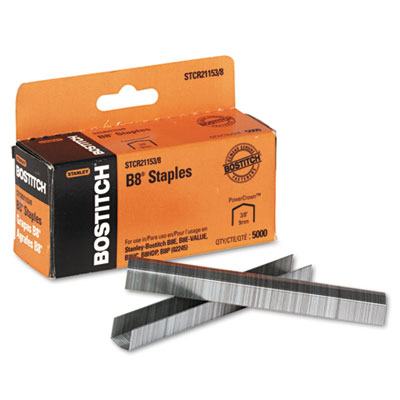 STCR21153/8
STANLEY
BOSTITCH
B8® Staples
Grapas B8®
Agrafes B8®
STCR21153/8
B8® Staples
BOSTITCH
PowerCrown™
3/8"
9mm
For use in/Para uso en/Pour l'usage en
Stanley-Bostitch B8E, B8E-VALUE,
B8HDP, B8P (02245)
QTY/CTE/QTÉ : 5000